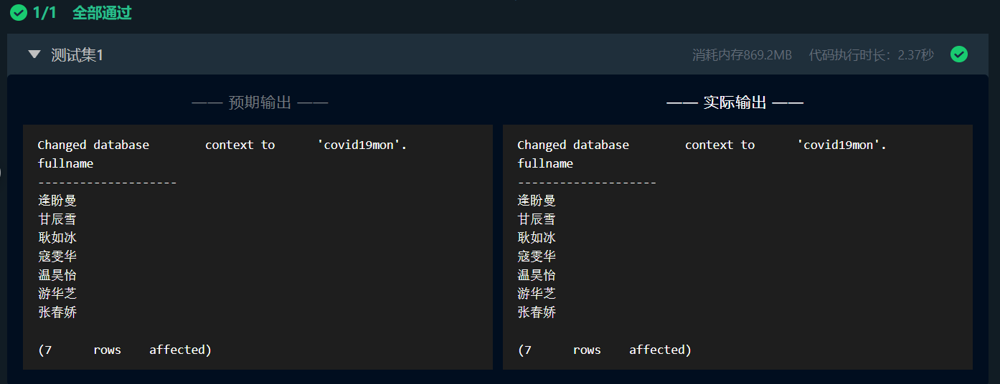 1/1 全部通过
测试集1 消耗内存869.2MB 代码执行时长：2.37秒
—— 预期输出 ——
Changed database context to 'covid19mon'.
fullname
--------------------
逄盼曼
甘辰雪
耿如冰
寇雯华
温昊怡
游华芝
张春娇
(7 rows affected)
—— 实际输出 ——
Changed database context to 'covid19mon'.
fullname
--------------------
逄盼曼
甘辰雪
耿如冰
寇雯华
温昊怡
游华芝
张春娇
(7 rows affected)